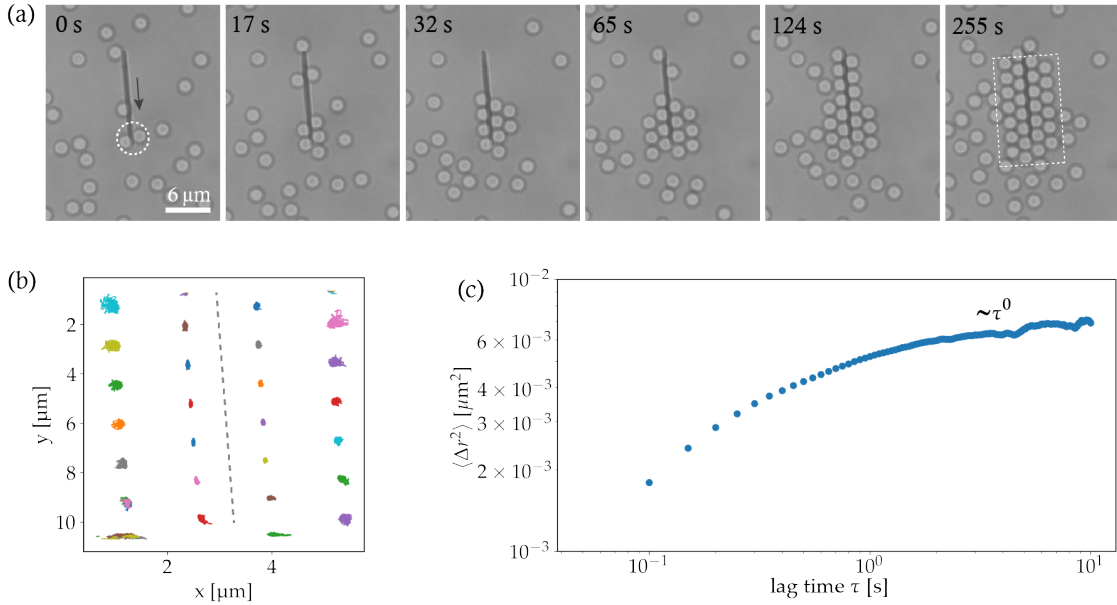 (a)
0 s
17 s
32 s
65 s
124 s
255 s
6 µm
(b)
2
4
6
8
10
y [µm]
2
4
x [µm]
(c)
10⁻²
6 × 10⁻³
4 × 10⁻³
3 × 10⁻³
2 × 10⁻³
10⁻³
⟨Δr²⟩ [µm²]
~τ⁰
10⁻¹
10⁰
10¹
lag time τ [s]